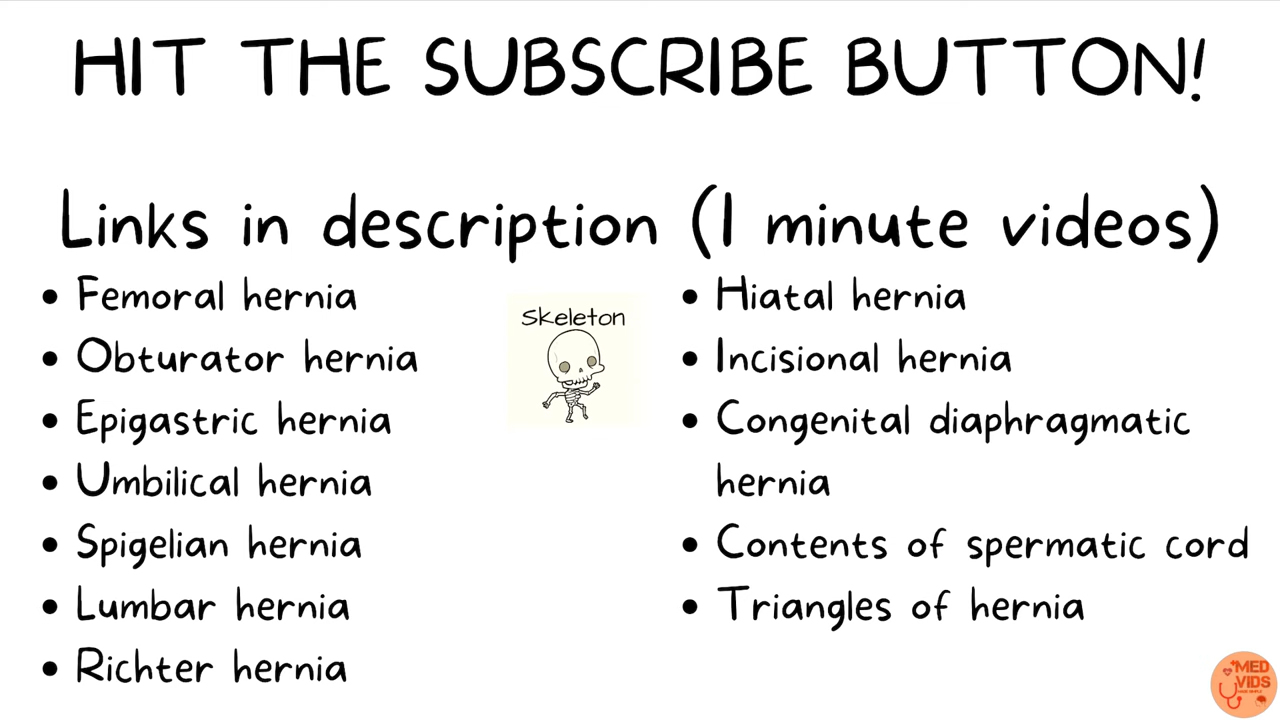 HIT THE SUBSCRIBE BUTTON!
Links in description (1 minute videos)
• Femoral hernia
• Obturator hernia
• Epigastric hernia
• Umbilical hernia
• Spigelian hernia
• Lumbar hernia
• Richter hernia
Skeleton
• Hiatal hernia
• Incisional hernia
• Congenital diaphragmatic
hernia
• Contents of spermatic cord
• Triangles of hernia
MED
VIDS